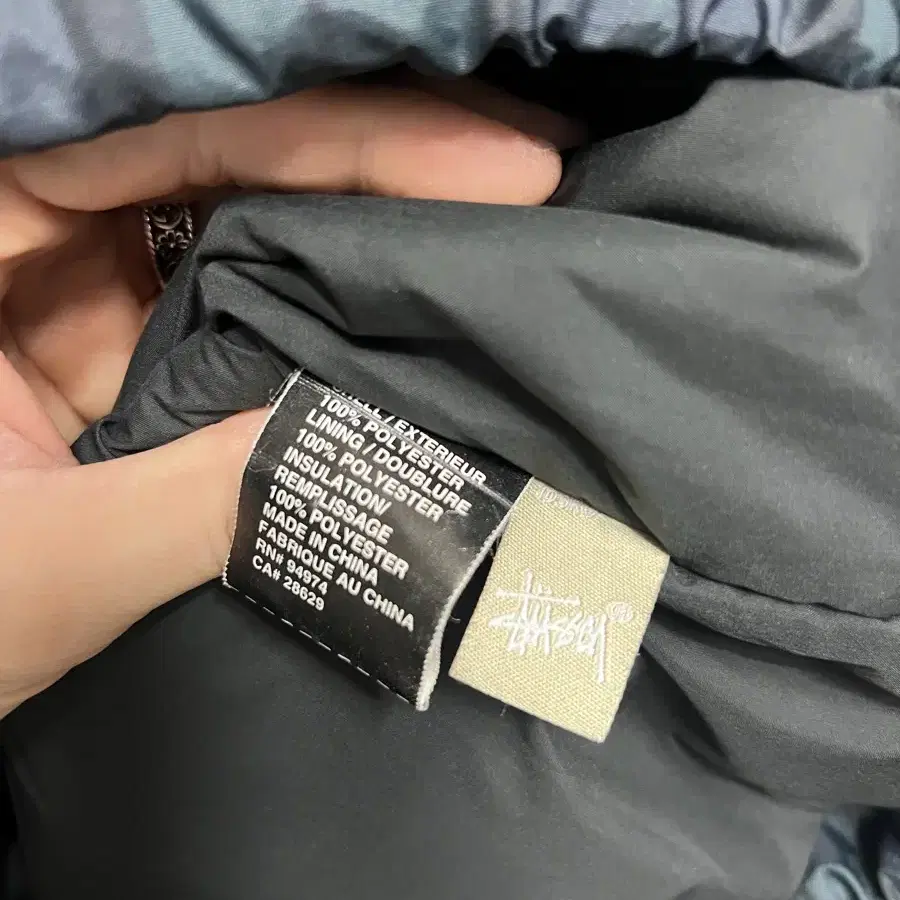 SHELL/EXTERIEUR
100% POLYESTER
LINING / DOUBLURE
100% POLYESTER
INSULATION/
REMPLISSAGE
100% POLYESTER
MADE IN CHINA
FABRIQUE AU CHINA
RN# 94974
CA# 28629
STÜSSY